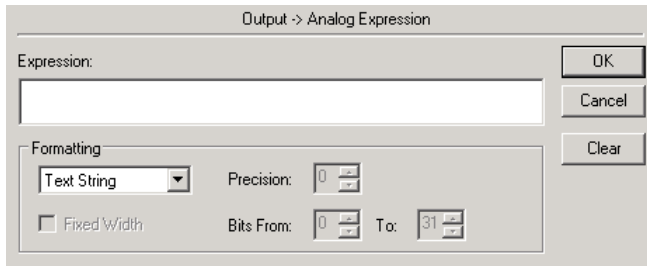 Output -> Analog Expression
Expression:
OK
Cancel
Clear
Formatting
Text String
Precision: 0
Fixed Width
Bits From: 0 To: 31